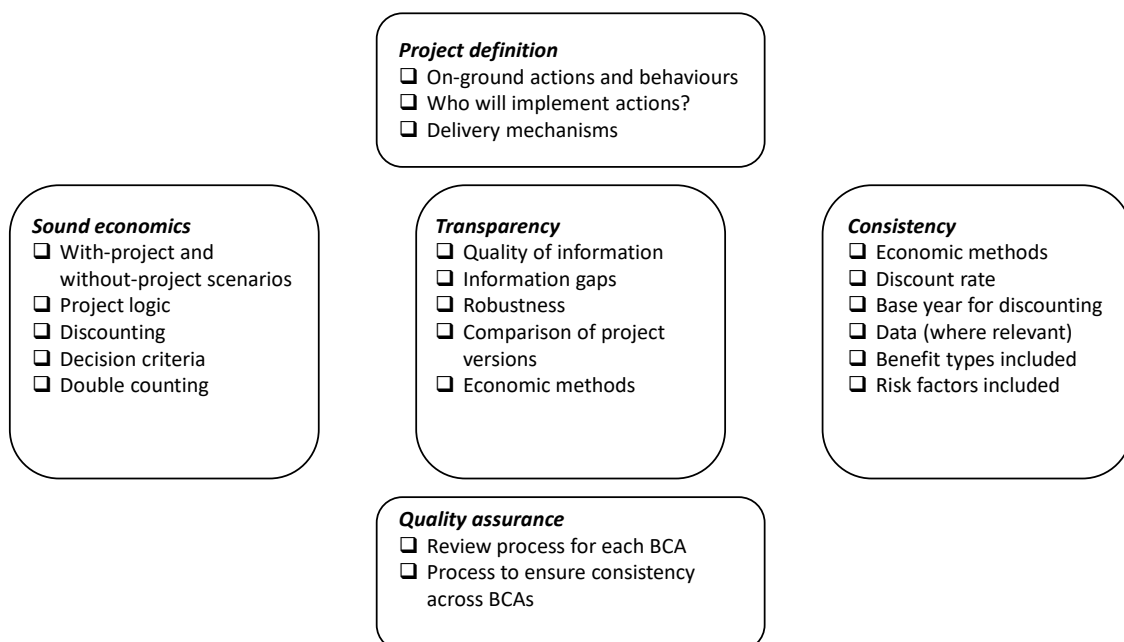 Project definition
❑ On-ground actions and behaviours
❑ Who will implement actions?
❑ Delivery mechanisms
Sound economics
❑ With-project and
without-project scenarios
❑ Project logic
❑ Discounting
❑ Decision criteria
❑ Double counting
Transparency
❑ Quality of information
❑ Information gaps
❑ Robustness
❑ Comparison of project
versions
❑ Economic methods
Consistency
❑ Economic methods
❑ Discount rate
❑ Base year for discounting
❑ Data (where relevant)
❑ Benefit types included
❑ Risk factors included
Quality assurance
❑ Review process for each BCA
❑ Process to ensure consistency
across BCAs